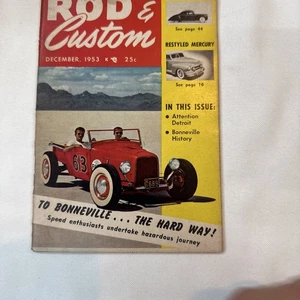 ROD &
Custom
DECEMBER, 1953
25c
See page 44
RESTYLED MERCURY
See page 16
IN THIS ISSUE:
• Attention
Detroit
• Bonneville
History
613
TO BONNEVILLE... THE HARD WAY!
Speed enthusiasts undertake hazardous journey